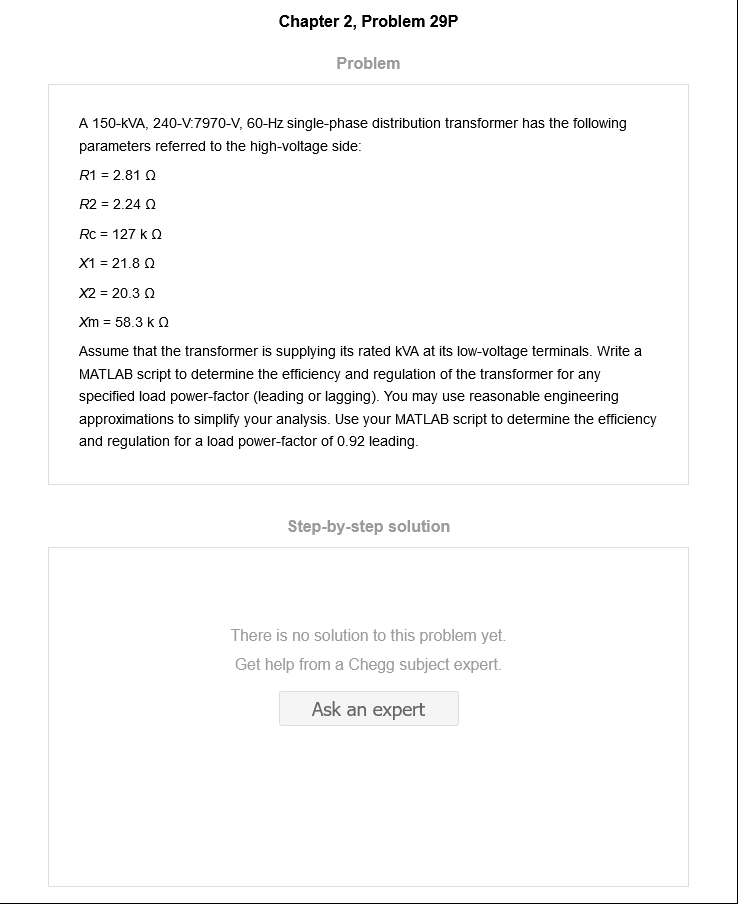 Chapter 2, Problem 29P
Problem
A 150-kVA, 240-V:7970-V, 60-Hz single-phase distribution transformer has the following
parameters referred to the high-voltage side:
R1 = 2.81 Ω
R2 = 2.24 Ω
Rc = 127 k Ω
X1 = 21.8 Ω
X2 = 20.3 Ω
Xm = 58.3 k Ω
Assume that the transformer is supplying its rated kVA at its low-voltage terminals. Write a
MATLAB script to determine the efficiency and regulation of the transformer for any
specified load power-factor (leading or lagging). You may use reasonable engineering
approximations to simplify your analysis. Use your MATLAB script to determine the efficiency
and regulation for a load power-factor of 0.92 leading.
Step-by-step solution
There is no solution to this problem yet.
Get help from a Chegg subject expert.
Ask an expert